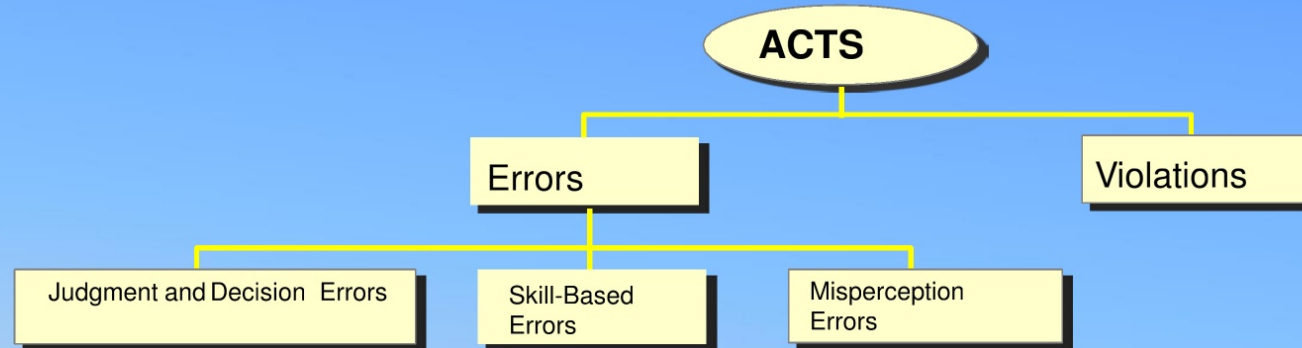 ACTS
Errors
Violations
Judgment and Decision Errors
Skill-Based
Errors
Misperception
Errors